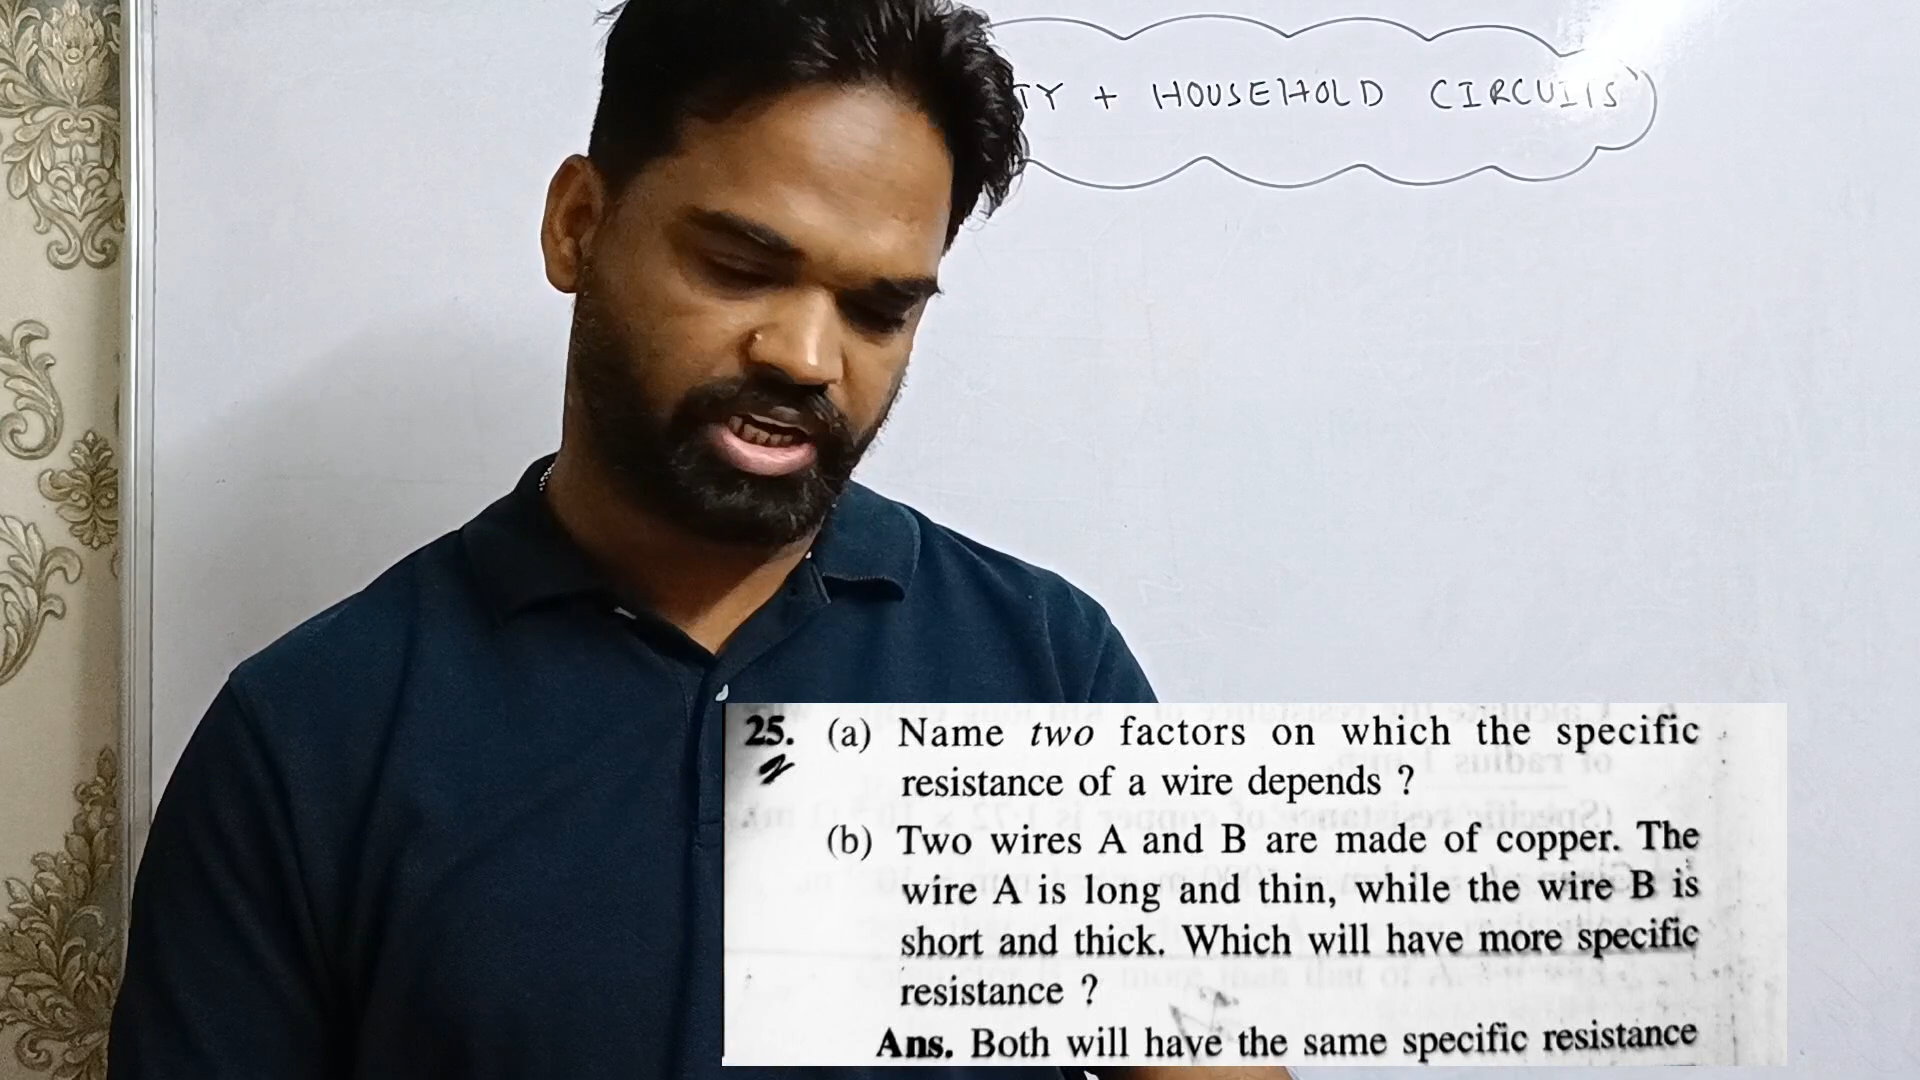 TY + HOUSEHOLD CIRCUITS)
25. (a) Name two factors on which the specific
resistance of a wire depends ?
(b) Two wires A and B are made of copper. The
wire A is long and thin, while the wire B is
short and thick. Which will have more specific
resistance ?
Ans. Both will have the same specific resistance